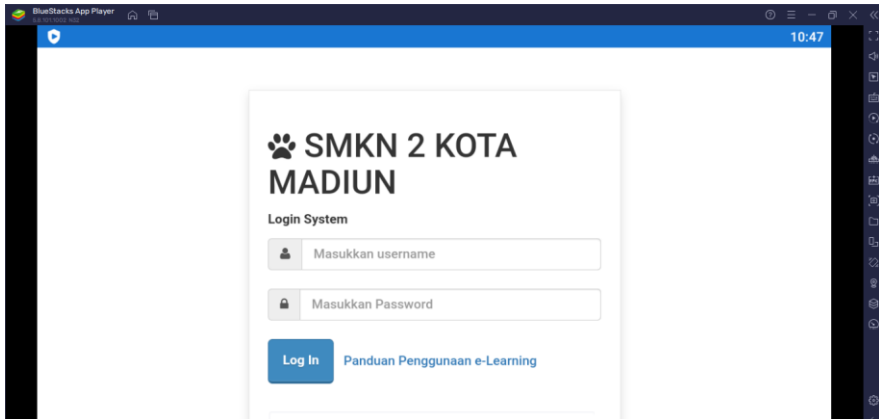 BlueStacks App Player
10:47
SMKN 2 KOTA
MADIUN
Login System
Masukkan username
Masukkan Password
Log In
Panduan Penggunaan e-Learning